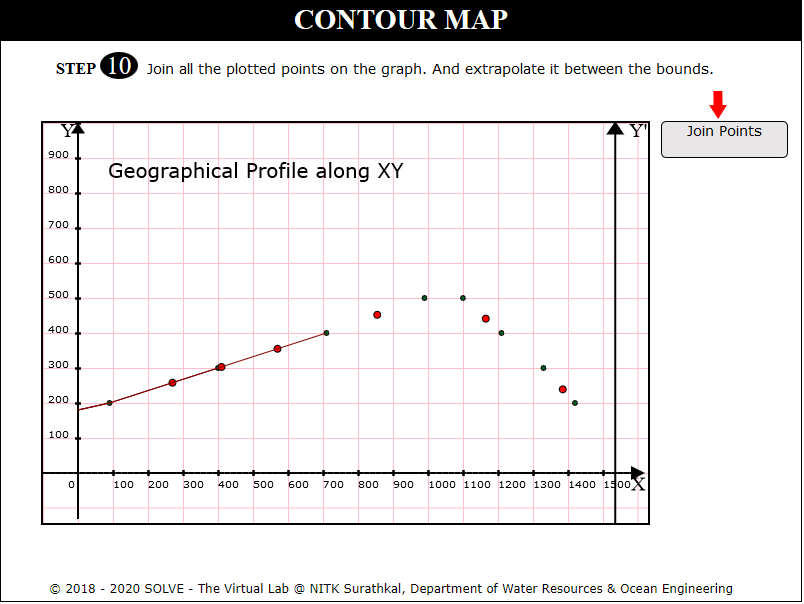 CONTOUR MAP
STEP 10 Join all the plotted points on the graph. And extrapolate it between the bounds.
Join Points
Y Y'
Geographical Profile along XY
900
800
700
600
500
400
300
200
100
0 100 200 300 400 500 600 700 800 900 1000 1100 1200 1300 1400 1500 X
© 2018 - 2020 SOLVE - The Virtual Lab @ NITK Surathkal, Department of Water Resources & Ocean Engineering